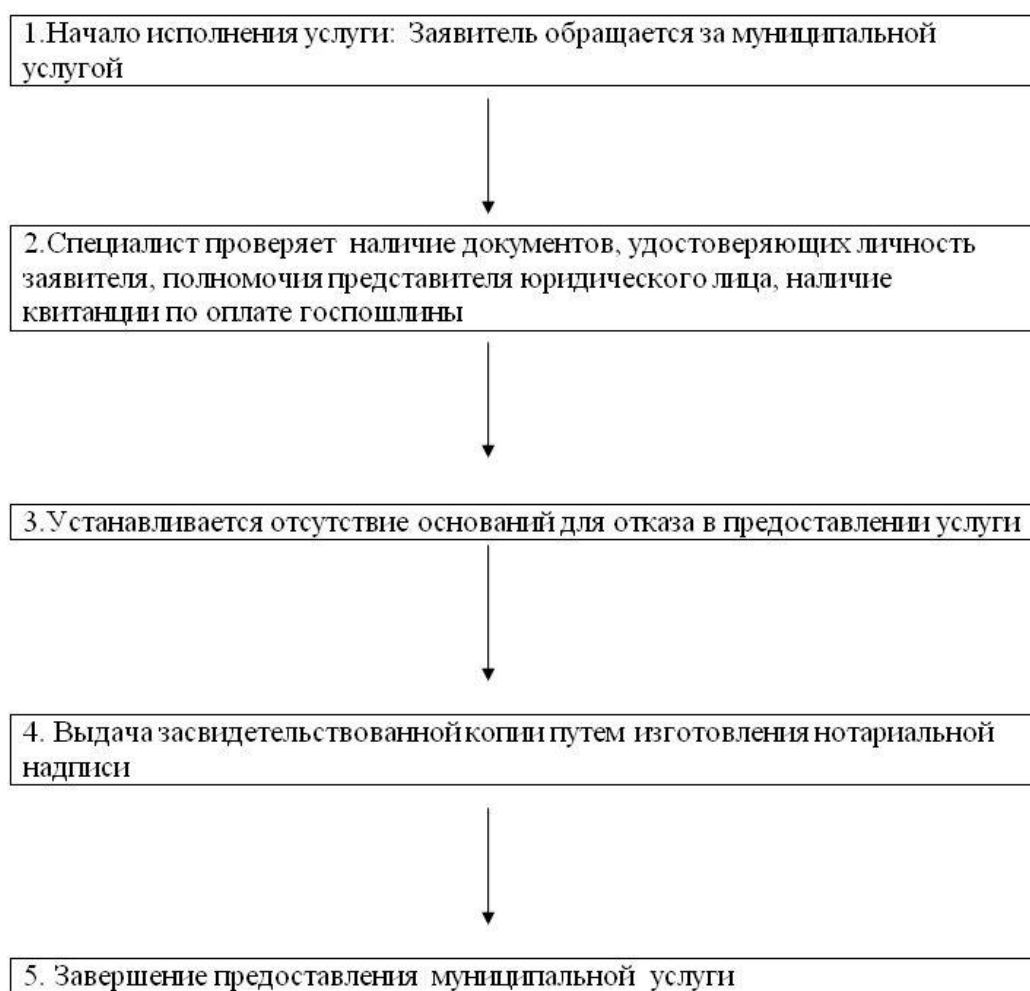 1.Начало исполнения услуги: Заявитель обращается за муниципальной
услугой
2.Специалист проверяет наличие документов, удостоверяющих личность
заявителя, полномочия представителя юридического лица, наличие
квитанции по оплате госпошлины
3.Устанавливается отсутствие оснований для отказа в предоставлении услуги
4. Выдача засвидетельствованной копии путем изготовления нотариальной
надписи
5. Завершение предоставления муниципальной услуги